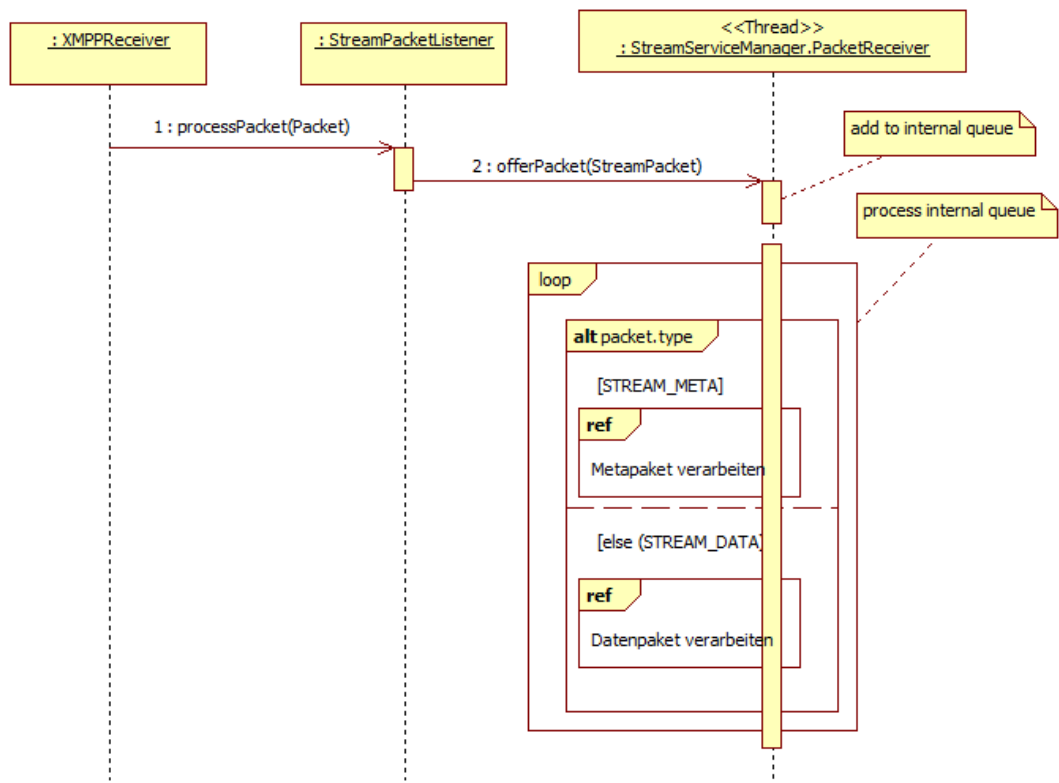 : XMPPReceiver
: StreamPacketListener
<<Thread>>
: StreamServiceManager.PacketReceiver
1 : processPacket(Packet)
add to internal queue
2 : offerPacket(StreamPacket)
process internal queue
loop
alt packet.type
[STREAM_META]
ref
Metapaket verarbeiten
[else (STREAM_DATA]
ref
Datenpaket verarbeiten